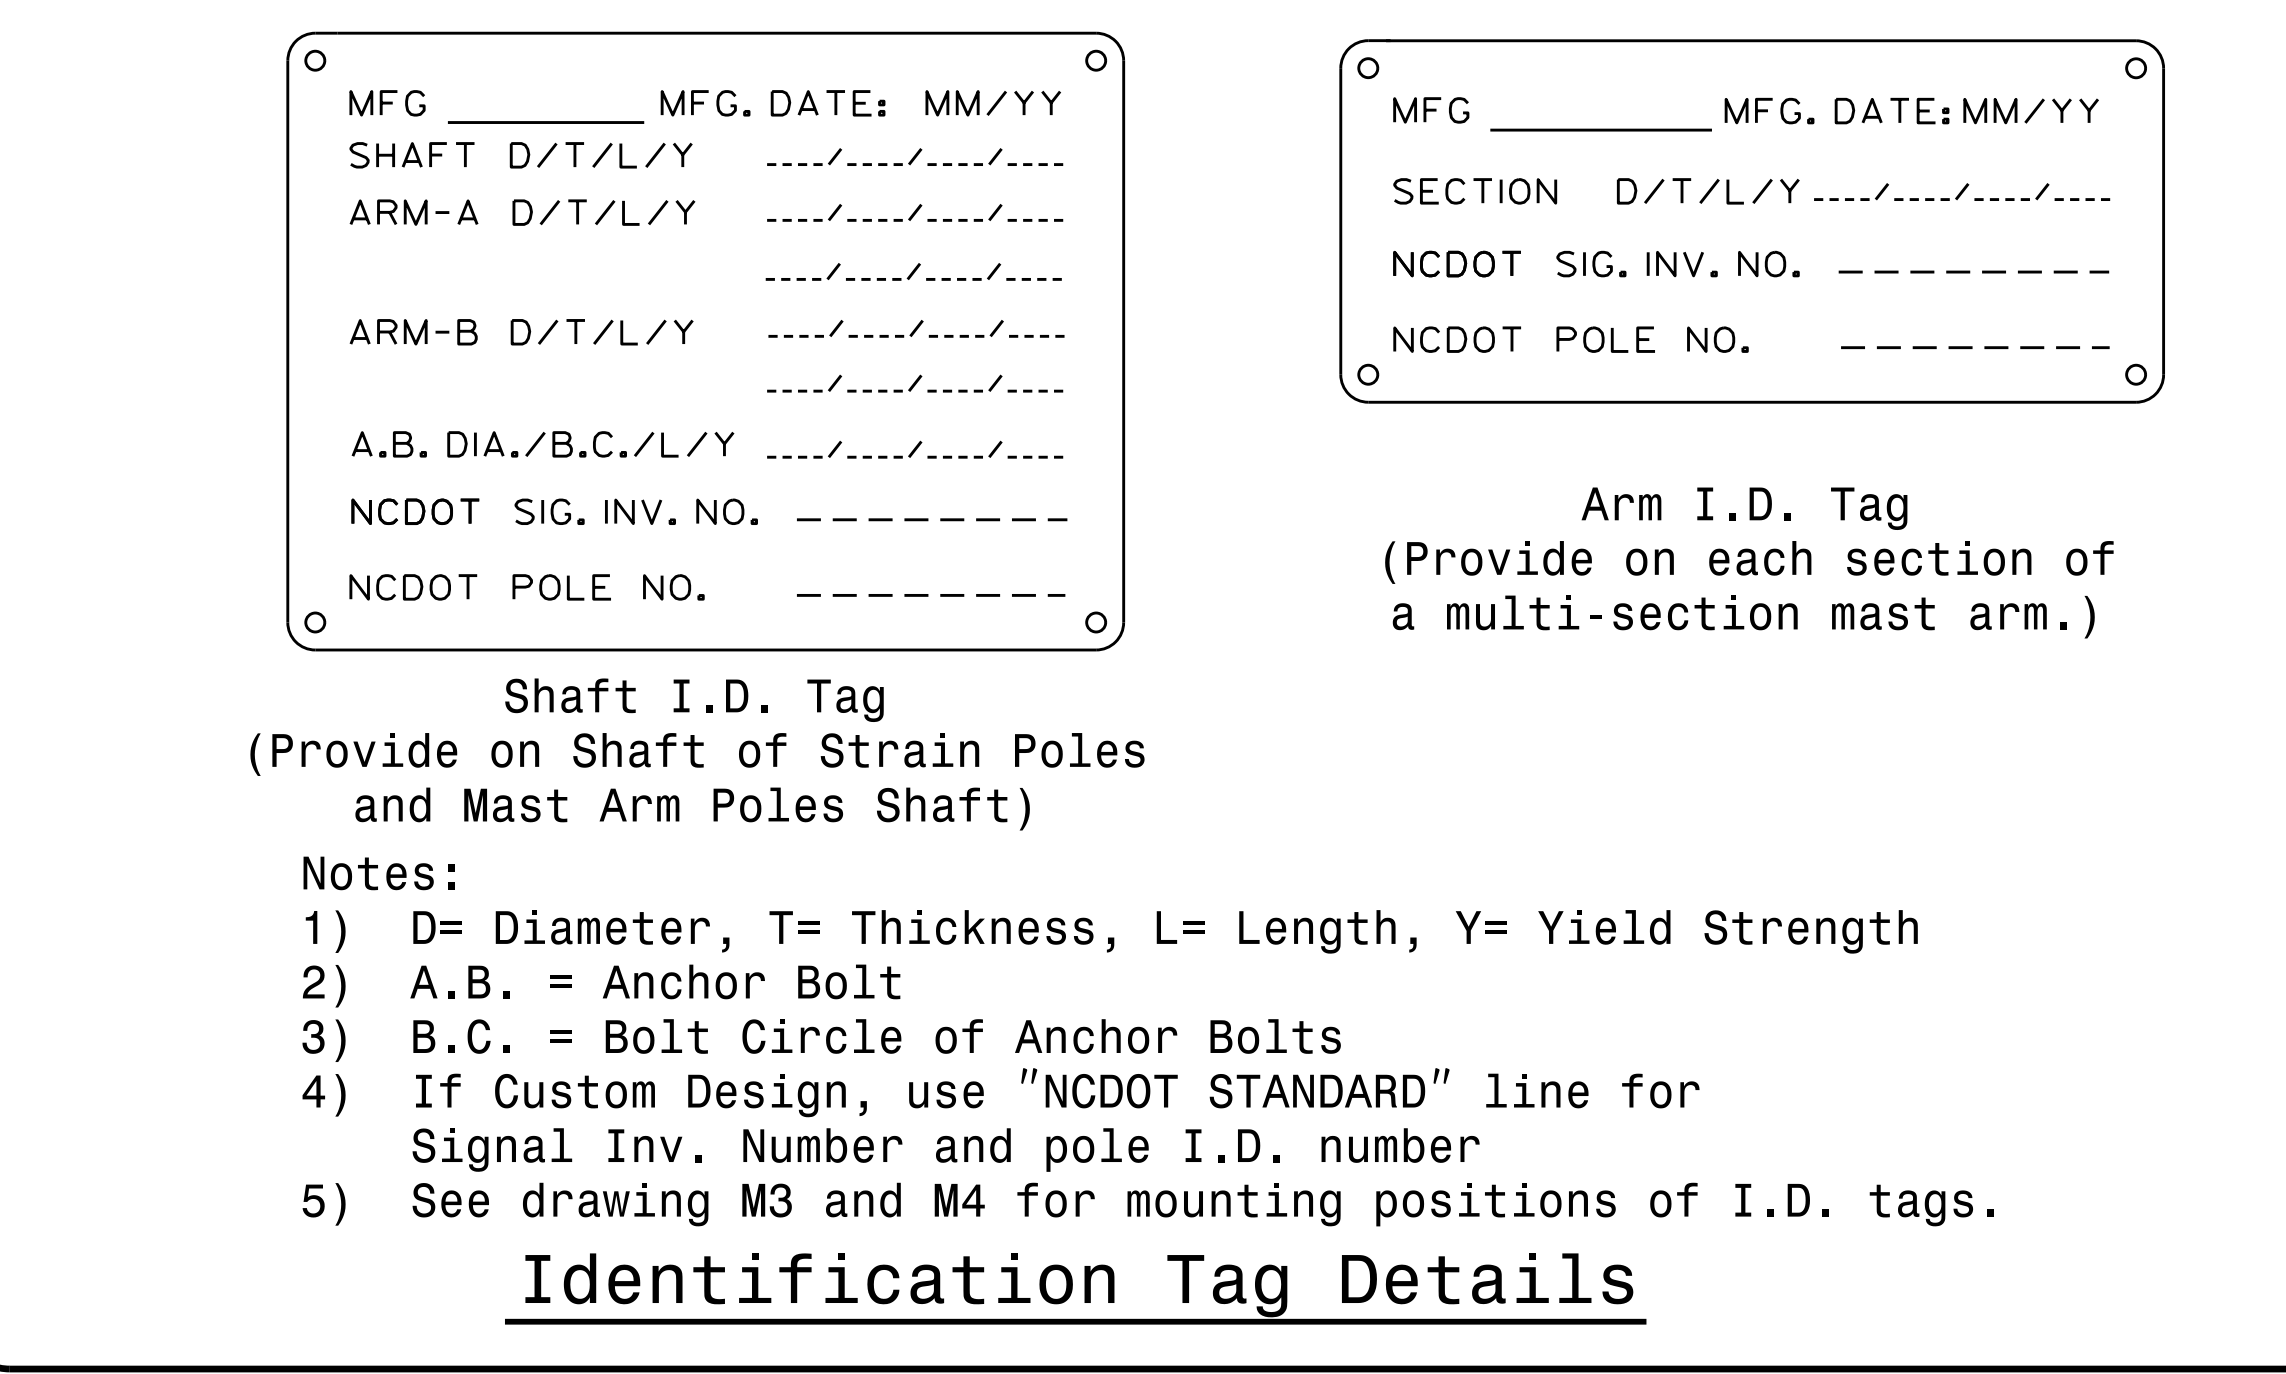 MFG ________ MFG. DATE: MM/YY
SHAFT D/T/L/Y ----/----/----/----
ARM-A D/T/L/Y ----/----/----/----
----/----/----/----
ARM-B D/T/L/Y ----/----/----/----
----/----/----/----
A.B. DIA./B.C./L/Y ----/----/----/----
NCDOT SIG. INV. NO. _ _ _ _ _ _ _ _
NCDOT POLE NO. _ _ _ _ _ _ _ _
Shaft I.D. Tag
(Provide on Shaft of Strain Poles
and Mast Arm Poles Shaft)
MFG ________ MFG. DATE: MM/YY
SECTION D/T/L/Y ----/----/----/----
NCDOT SIG. INV. NO. _ _ _ _ _ _ _ _
NCDOT POLE NO. _ _ _ _ _ _ _ _
Arm I.D. Tag
(Provide on each section of
a multi-section mast arm.)
Notes:
1) D= Diameter, T= Thickness, L= Length, Y= Yield Strength
2) A.B. = Anchor Bolt
3) B.C. = Bolt Circle of Anchor Bolts
4) If Custom Design, use "NCDOT STANDARD" line for
Signal Inv. Number and pole I.D. number
5) See drawing M3 and M4 for mounting positions of I.D. tags.
Identification Tag Details